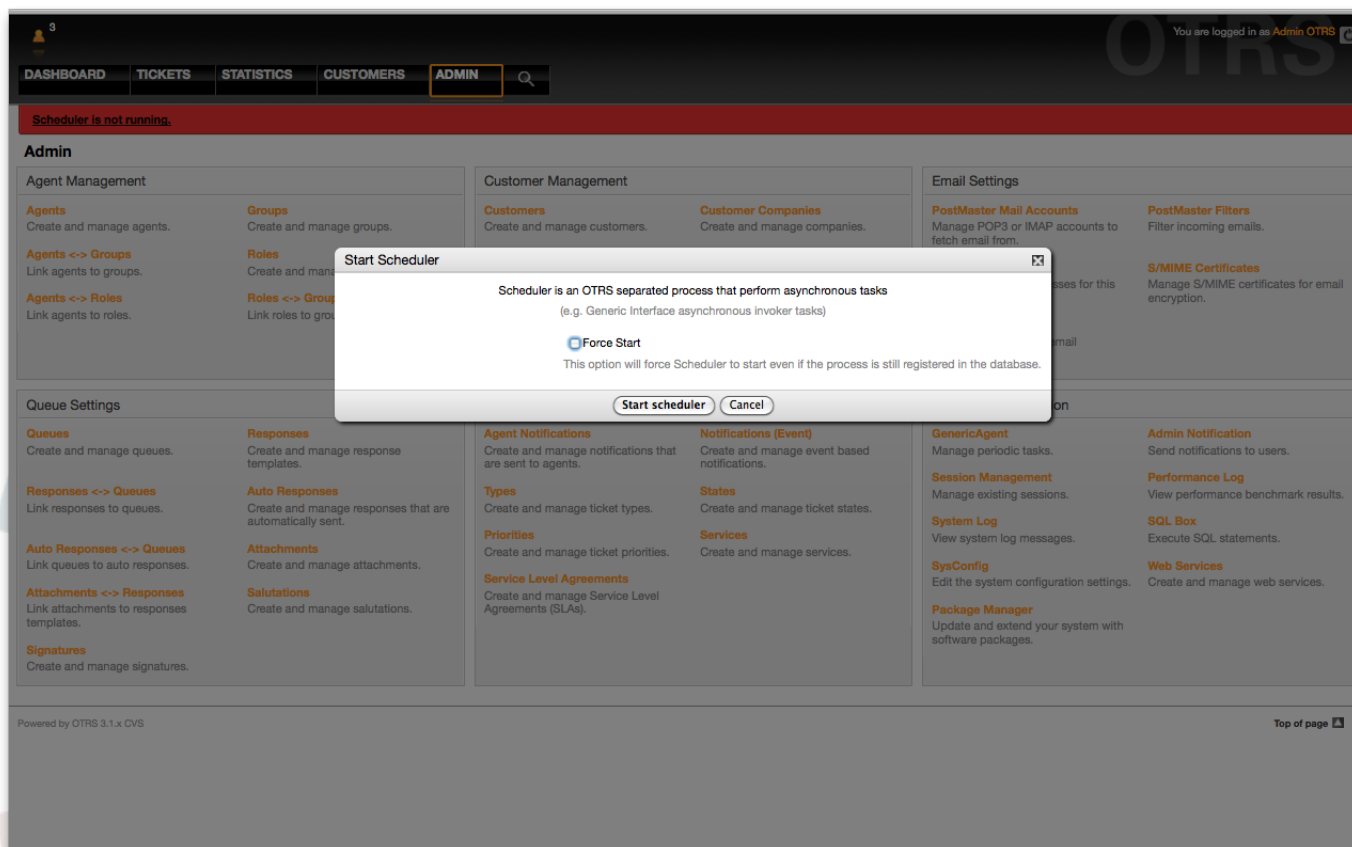 3
OTRS
You are logged in as Admin OTRS
DASHBOARD TICKETS STATISTICS CUSTOMERS ADMIN
Scheduler is not running.
Admin
Agent Management
Agents
Create and manage agents.
Groups
Create and manage groups.
Agents <-> Groups
Link agents to groups.
Roles
Create and mana
Agents <-> Roles
Link agents to roles.
Roles <-> Group
Link roles to grou
Customer Management
Customers
Create and manage customers.
Customer Companies
Create and manage companies.
Email Settings
PostMaster Mail Accounts
Manage POP3 or IMAP accounts to
fetch email from.
PostMaster Filters
Filter incoming emails.
sses for this
S/MIME Certificates
Manage S/MIME certificates for email
encryption.
mail
Start Scheduler
Scheduler is an OTRS separated process that perform asynchronous tasks
(e.g. Generic Interface asynchronous invoker tasks)
Force Start
This option will force Scheduler to start even if the process is still registered in the database.
Start scheduler Cancel
Queue Settings
Queues
Create and manage queues.
Responses
Create and manage response
templates.
Responses <-> Queues
Link responses to queues.
Auto Responses
Create and manage responses that are
automatically sent.
Auto Responses <-> Queues
Link queues to auto responses.
Attachments
Create and manage attachments.
Attachments <-> Responses
Link attachments to responses
templates.
Salutations
Create and manage salutations.
Signatures
Create and manage signatures.
Agent Notifications
Create and manage notifications that
are sent to agents.
Notifications (Event)
Create and manage event based
notifications.
Types
Create and manage ticket types.
States
Create and manage ticket states.
Priorities
Create and manage ticket priorities.
Services
Create and manage services.
Service Level Agreements
Create and manage Service Level
Agreements (SLAs).
on
GenericAgent
Manage periodic tasks.
Admin Notification
Send notifications to users.
Session Management
Manage existing sessions.
Performance Log
View performance benchmark results.
System Log
View system log messages.
SQL Box
Execute SQL statements.
SysConfig
Edit the system configuration settings.
Web Services
Create and manage web services.
Package Manager
Update and extend your system with
software packages.
Powered by OTRS 3.1.x CVS
Top of page